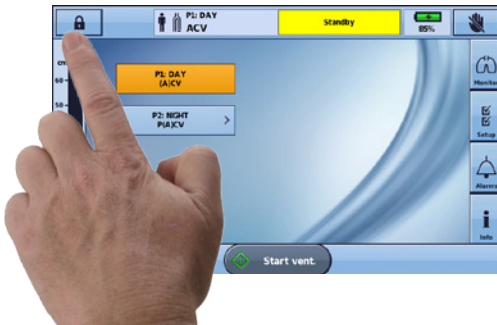 P1: DAY
ACV
Standby
85%
cm
60
50
P1: DAY
(A)CV
P2: NIGHT
P(A)CV
Monitor
Setup
Alarms
Info
Start vent.